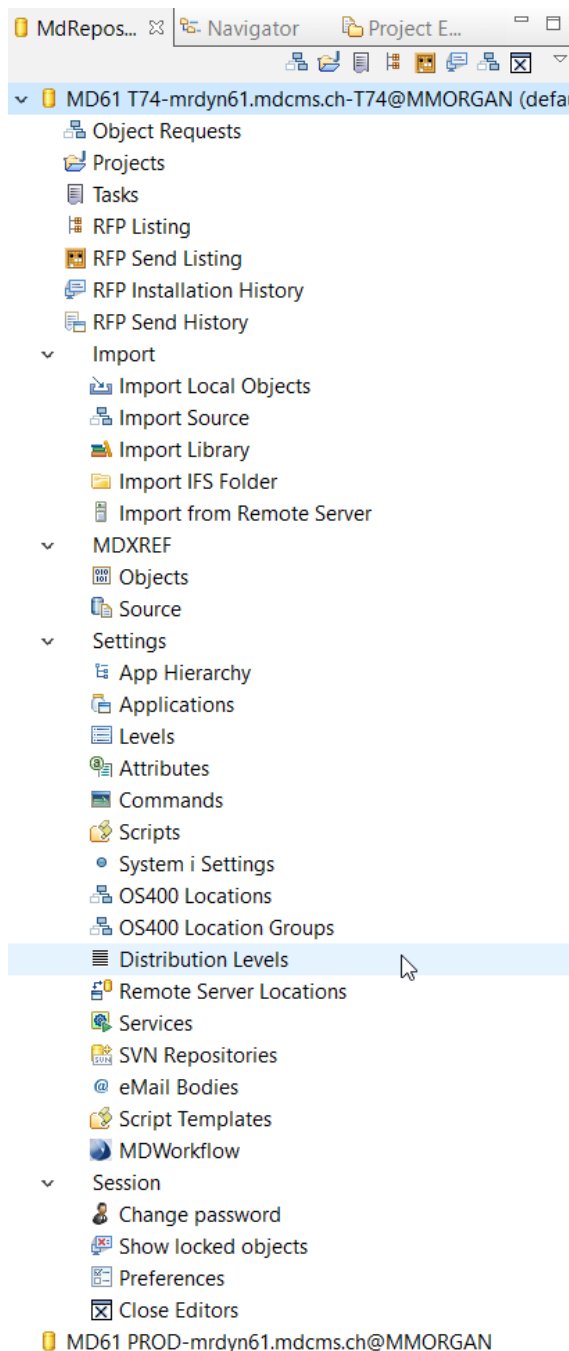 MdRepos... Navigator Project E...
MD61 T74-mrdyn61.mdcms.ch-T74@MMORGAN (defau
Object Requests
Projects
Tasks
RFP Listing
RFP Send Listing
RFP Installation History
RFP Send History
Import
Import Local Objects
Import Source
Import Library
Import IFS Folder
Import from Remote Server
MDXREF
Objects
Source
Settings
App Hierarchy
Applications
Levels
Attributes
Commands
Scripts
System i Settings
OS400 Locations
OS400 Location Groups
Distribution Levels
Remote Server Locations
Services
SVN Repositories
eMail Bodies
Script Templates
MDWorkflow
Session
Change password
Show locked objects
Preferences
Close Editors
MD61 PROD-mrdyn61.mdcms.ch@MMORGAN